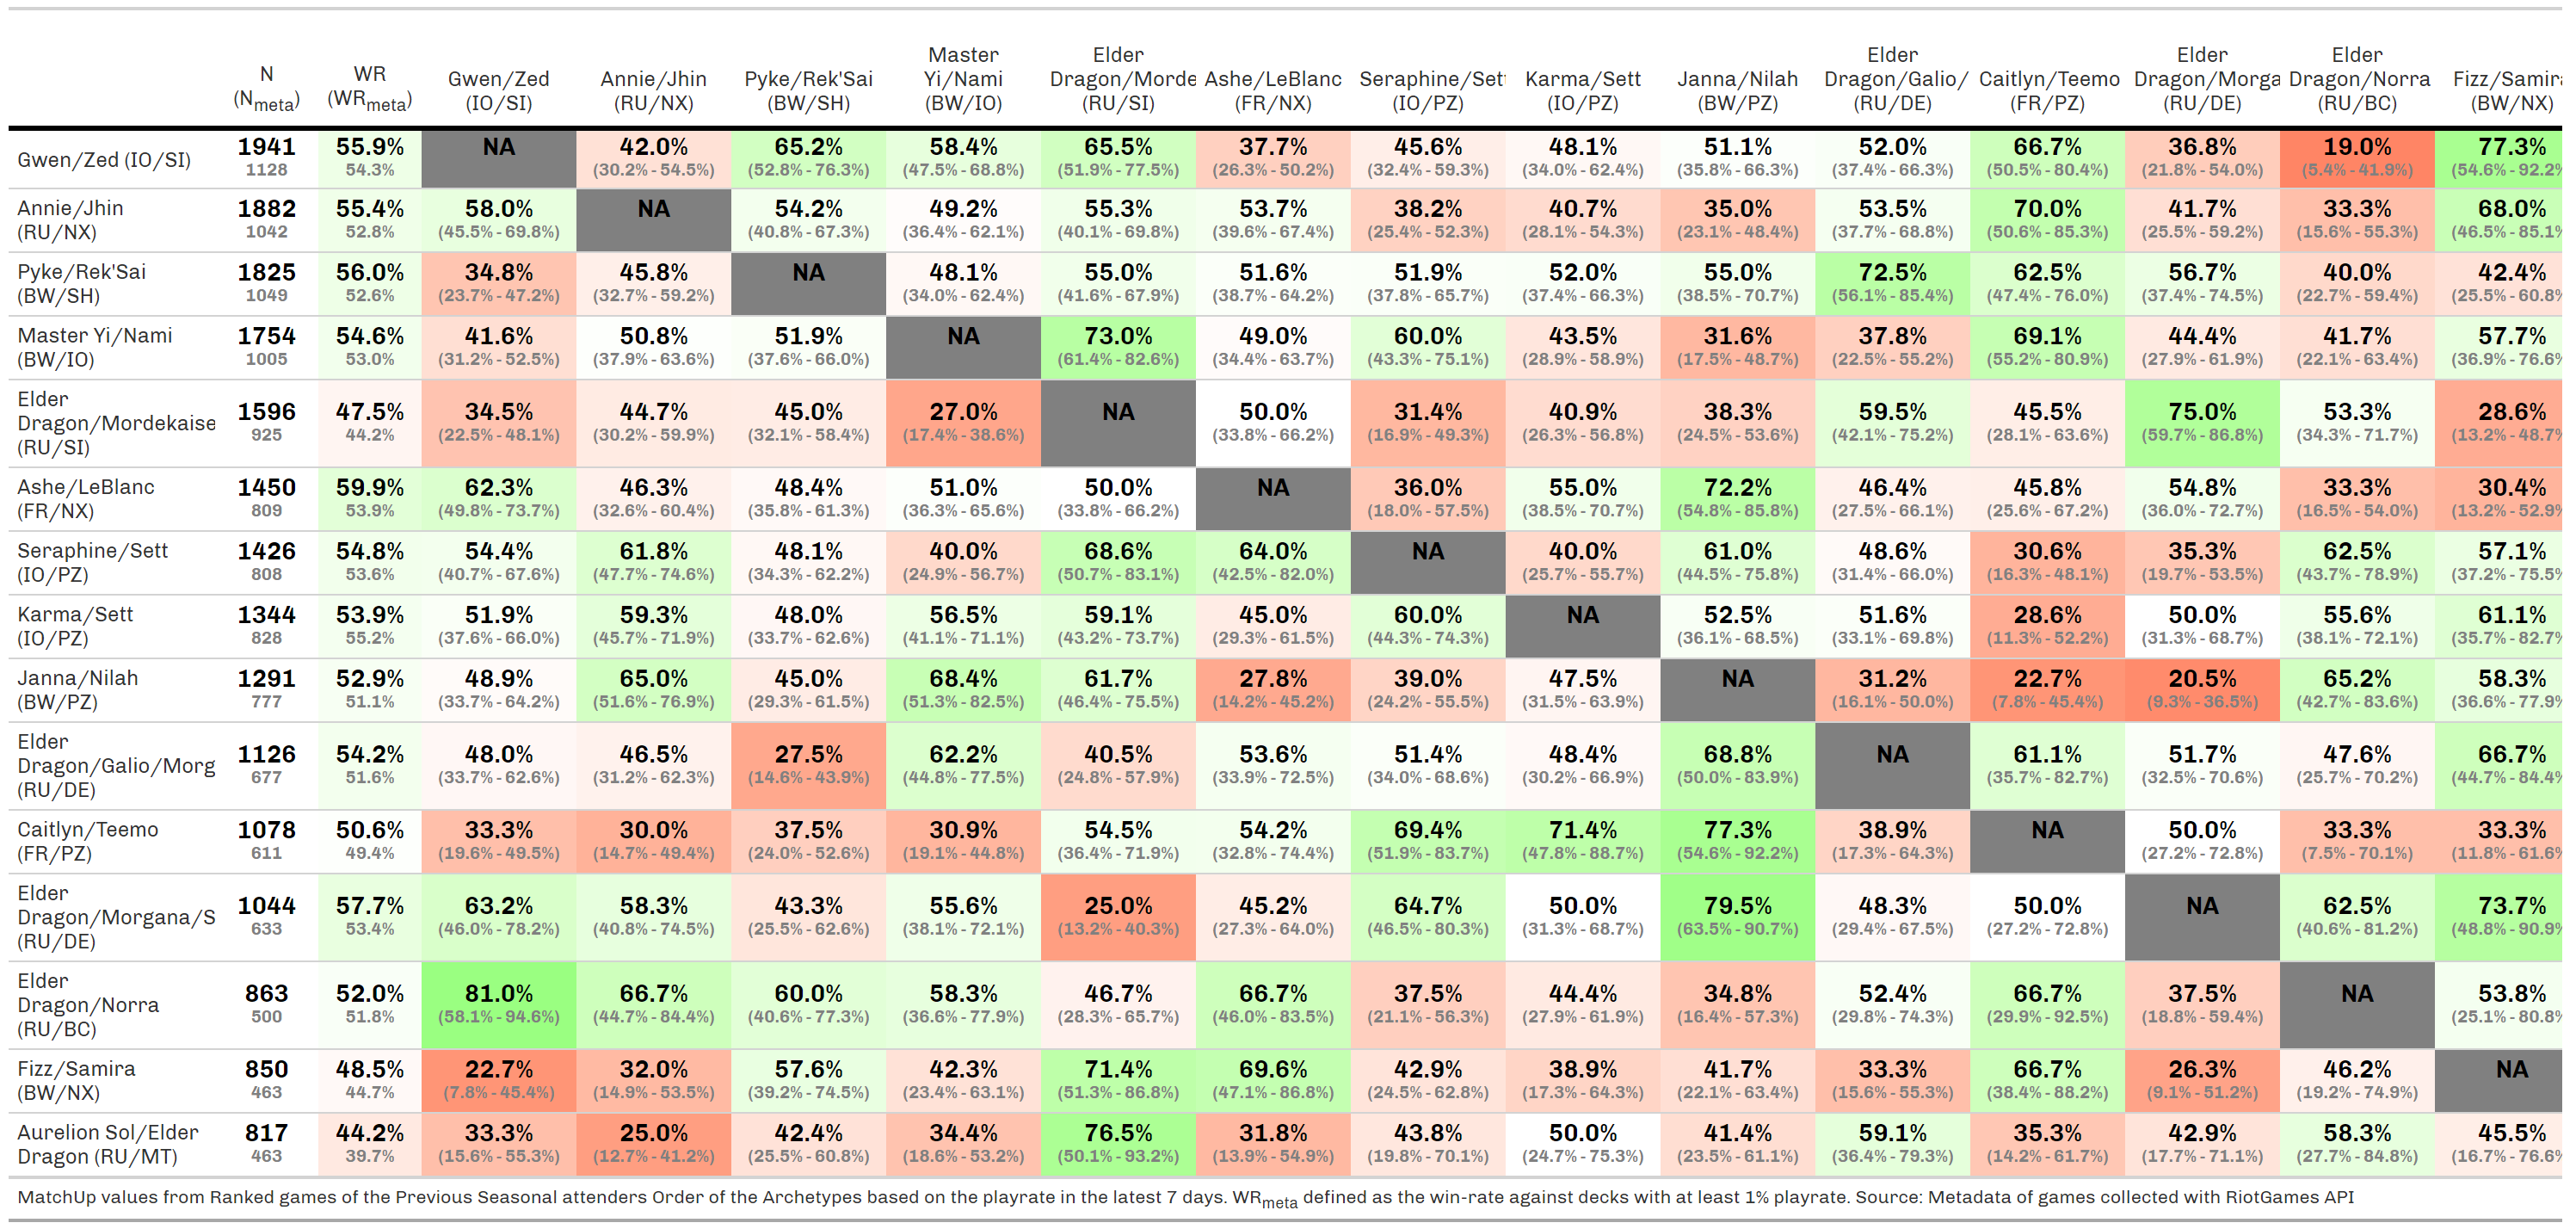 N (Nmeta) WR (WRmeta) Gwen/Zed (IO/SI) Annie/Jhin (RU/NX) Pyke/Rek'Sai (BW/SH) Master Yi/Nami (BW/IO) Elder Dragon/Morde (RU/SI) Ashe/LeBlanc (FR/NX) Seraphine/Sett (IO/PZ) Karma/Sett (IO/PZ) Janna/Nilah (BW/PZ) Elder Dragon/Galio/ (RU/DE) Caitlyn/Teemo (FR/PZ) Elder Dragon/Morga (RU/DE) Elder Dragon/Norra (RU/BC) Fizz/Samira (BW/NX)
Gwen/Zed (IO/SI) 1941 55.9% NA 42.0% 65.2% 58.4% 65.5% 37.7% 45.6% 48.1% 51.1% 52.0% 66.7% 36.8% 19.0% 77.3%
1128 54.3% (30.2% - 54.5%) (52.8% - 76.3%) (47.5% - 68.8%) (51.9% - 77.5%) (26.3% - 50.2%) (32.4% - 59.3%) (34.0% - 62.4%) (35.8% - 66.3%) (37.4% - 66.3%) (50.5% - 80.4%) (21.8% - 54.0%) (5.4% - 41.9%) (54.6% - 92.2%
Annie/Jhin 1882 55.4% 58.0% NA 54.2% 49.2% 55.3% 53.7% 38.2% 40.7% 35.0% 53.5% 70.0% 41.7% 33.3% 68.0%
(RU/NX) 1042 52.8% (45.5% - 69.8%) (40.8% - 67.3%) (36.4% - 62.1%) (40.1% - 69.8%) (39.6% - 67.4%) (25.4% - 52.3%) (28.1% - 54.3%) (23.1% - 48.4%) (37.7% - 68.8%) (50.6% - 85.3%) (25.5% - 59.2%) (15.6% - 55.3%) (46.5% - 85.1%
Pyke/Rek'Sai 1825 56.0% 34.8% 45.8% NA 48.1% 55.0% 51.6% 51.9% 52.0% 55.0% 72.5% 62.5% 56.7% 40.0% 42.4%
(BW/SH) 1049 52.6% (23.7% - 47.2%) (32.7% - 59.2%) (34.0% - 62.4%) (41.6% - 67.9%) (38.7% - 64.2%) (37.8% - 65.7%) (37.4% - 66.3%) (38.5% - 70.7%) (56.1% - 85.4%) (47.4% - 76.0%) (37.4% - 74.5%) (22.7% - 59.4%) (25.5% - 60.8%
Master Yi/Nami 1754 54.6% 41.6% 50.8% 51.9% NA 73.0% 49.0% 60.0% 43.5% 31.6% 37.8% 69.1% 44.4% 41.7% 57.7%
(BW/IO) 1005 53.0% (31.2% - 52.5%) (37.9% - 63.6%) (37.6% - 66.0%) (61.4% - 82.6%) (34.4% - 63.7%) (43.3% - 75.1%) (28.9% - 58.9%) (17.5% - 48.7%) (22.5% - 55.2%) (55.2% - 80.9%) (27.9% - 61.9%) (22.1% - 63.4%) (36.9% - 76.6%
Elder
Dragon/Mordekaise 1596 47.5% 34.5% 44.7% 45.0% 27.0% NA 50.0% 31.4% 40.9% 38.3% 59.5% 45.5% 75.0% 53.3% 28.6%
(RU/SI) 925 44.2% (22.5% - 48.1%) (30.2% - 59.9%) (32.1% - 58.4%) (17.4% - 38.6%) (33.8% - 66.2%) (16.9% - 49.3%) (26.3% - 56.8%) (24.5% - 53.6%) (42.1% - 75.2%) (28.1% - 63.6%) (59.7% - 86.8%) (34.3% - 71.7%) (13.2% - 48.7%
Ashe/LeBlanc 1450 59.9% 62.3% 46.3% 48.4% 51.0% 50.0% NA 36.0% 55.0% 72.2% 46.4% 45.8% 54.8% 33.3% 30.4%
(FR/NX) 809 53.9% (49.8% - 73.7%) (32.6% - 60.4%) (35.8% - 61.3%) (36.3% - 65.6%) (33.8% - 66.2%) (18.0% - 57.5%) (38.5% - 70.7%) (54.8% - 85.8%) (27.5% - 66.1%) (25.6% - 67.2%) (36.0% - 72.7%) (16.5% - 54.0%) (13.2% - 52.9%
Seraphine/Sett 1426 54.8% 54.4% 61.8% 48.1% 40.0% 68.6% 64.0% NA 40.0% 61.0% 48.6% 30.6% 35.3% 62.5% 57.1%
(IO/PZ) 808 53.6% (40.7% - 67.6%) (47.7% - 74.6%) (34.3% - 62.2%) (24.9% - 56.7%) (50.7% - 83.1%) (42.5% - 82.0%) (25.7% - 55.7%) (44.5% - 75.8%) (31.4% - 66.0%) (16.3% - 48.1%) (19.7% - 53.5%) (43.7% - 78.9%) (37.2% - 75.5%
Karma/Sett 1344 53.9% 51.9% 59.3% 48.0% 56.5% 59.1% 45.0% 60.0% NA 52.5% 51.6% 28.6% 50.0% 55.6% 61.1%
(IO/PZ) 828 55.2% (37.6% - 66.0%) (45.7% - 71.9%) (33.7% - 62.6%) (41.1% - 71.1%) (43.2% - 73.7%) (29.3% - 61.5%) (44.3% - 74.3%) (36.1% - 68.5%) (33.1% - 69.8%) (11.3% - 52.2%) (31.3% - 68.7%) (38.1% - 72.1%) (35.7% - 82.7%
Janna/Nilah 1291 52.9% 48.9% 65.0% 45.0% 68.4% 61.7% 27.8% 39.0% 47.5% NA 31.2% 22.7% 20.5% 65.2% 58.3%
(BW/PZ) 777 51.1% (33.7% - 64.2%) (51.6% - 76.9%) (29.3% - 61.5%) (51.3% - 82.5%) (46.4% - 75.5%) (14.2% - 45.2%) (24.2% - 55.5%) (31.5% - 63.9%) (16.1% - 50.0%) (7.8% - 45.4%) (9.3% - 36.5%) (42.7% - 83.6%) (36.6% - 77.9%
Elder
Dragon/Galio/Morg 1126 54.2% 48.0% 46.5% 27.5% 62.2% 40.5% 53.6% 51.4% 48.4% 68.8% NA 61.1% 51.7% 47.6% 66.7%
(RU/DE) 677 51.6% (33.7% - 62.6%) (31.2% - 62.3%) (14.6% - 43.9%) (44.8% - 77.5%) (24.8% - 57.9%) (33.9% - 72.5%) (34.0% - 68.6%) (30.2% - 66.9%) (50.0% - 83.9%) (35.7% - 82.7%) (32.5% - 70.6%) (25.7% - 70.2%) (44.7% - 84.4%
Caitlyn/Teemo 1078 50.6% 33.3% 30.0% 37.5% 30.9% 54.5% 54.2% 69.4% 71.4% 77.3% 38.9% NA 50.0% 33.3% 33.3%
(FR/PZ) 611 49.4% (19.6% - 49.5%) (14.7% - 49.4%) (24.0% - 52.6%) (19.1% - 44.8%) (36.4% - 71.9%) (32.8% - 74.4%) (51.9% - 83.7%) (47.8% - 88.7%) (54.6% - 92.2%) (17.3% - 64.3%) (27.2% - 72.8%) (7.5% - 70.1%) (11.8% - 61.6%
Elder
Dragon/Morgana/S 1044 57.7% 63.2% 58.3% 43.3% 55.6% 25.0% 45.2% 64.7% 50.0% 79.5% 48.3% 50.0% NA 62.5% 73.7%
(RU/DE) 633 53.4% (46.0% - 78.2%) (40.8% - 74.5%) (25.5% - 62.6%) (38.1% - 72.1%) (13.2% - 40.3%) (27.3% - 64.0%) (46.5% - 80.3%) (31.3% - 68.7%) (63.5% - 90.7%) (29.4% - 67.5%) (27.2% - 72.8%) (40.6% - 81.2%) (48.8% - 90.9%
Elder
Dragon/Norra 863 52.0% 81.0% 66.7% 60.0% 58.3% 46.7% 66.7% 37.5% 44.4% 34.8% 52.4% 66.7% 37.5% NA 53.8%
(RU/BC) 500 51.8% (58.1% - 94.6%) (44.7% - 84.4%) (40.6% - 77.3%) (36.6% - 77.9%) (28.3% - 65.7%) (46.0% - 83.5%) (21.1% - 56.3%) (27.9% - 61.9%) (16.4% - 57.3%) (29.8% - 74.3%) (29.9% - 92.5%) (18.8% - 59.4%) (25.1% - 80.8%
Fizz/Samira 850 48.5% 22.7% 32.0% 57.6% 42.3% 71.4% 69.6% 42.9% 38.9% 41.7% 33.3% 66.7% 26.3% 46.2% NA
(BW/NX) 463 44.7% (7.8% - 45.4%) (14.9% - 53.5%) (39.2% - 74.5%) (23.4% - 63.1%) (51.3% - 86.8%) (47.1% - 86.8%) (24.5% - 62.8%) (17.3% - 64.3%) (22.1% - 63.4%) (15.6% - 55.3%) (38.4% - 88.2%) (9.1% - 51.2%) (19.2% - 74.9%)
Aurelion Sol/Elder 817 44.2% 33.3% 25.0% 42.4% 34.4% 76.5% 31.8% 43.8% 50.0% 41.4% 59.1% 35.3% 42.9% 58.3% 45.5%
Dragon (RU/MT) 463 39.7% (15.6% - 55.3%) (12.7% - 41.2%) (25.5% - 60.8%) (18.6% - 53.2%) (50.1% - 93.2%) (13.9% - 54.9%) (19.8% - 70.1%) (24.7% - 75.3%) (23.5% - 61.1%) (36.4% - 79.3%) (14.2% - 61.7%) (17.7% - 71.1%) (27.7% - 84.8%) (16.7% - 76.6%
MatchUp values from Ranked games of the Previous Seasonal attenders Order of the Archetypes based on the playrate in the latest 7 days. WRmeta defined as the win-rate against decks with at least 1% playrate. Source: Metadata of games collected with RiotGames API